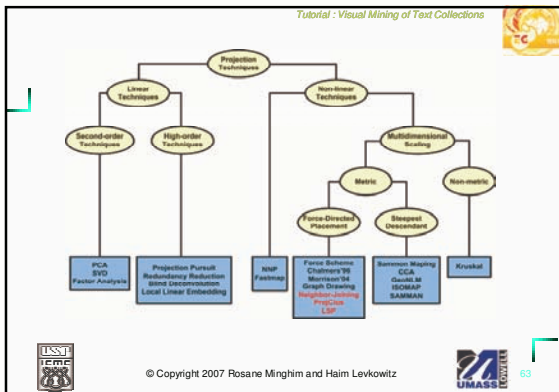 Tutorial : Visual Mining of Text Collections
Projection
Techniques
Linear
Techniques
Non-linear
Techniques
Second-order
Techniques
High-order
Techniques
Multidimensional
Scaling
Metric
Non-metric
Force-Directed
Placement
Steepest
Descendant
PCA
SVD
Factor Analysis
Projection Pursuit
Redundancy Reduction
Blind Deconvolution
Local Linear Embedding
NNP
Fastmap
Force Scheme
Chalmers'96
Morrison'04
Graph Drawing
Neighbor-Joining
ProjClus
LSP
Sammon Maping
CCA
GeoNLM
ISOMAP
SAMMAN
Kruskal
© Copyright 2007 Rosane Minghim and Haim Levkowitz
UMASS
LOWELL
63